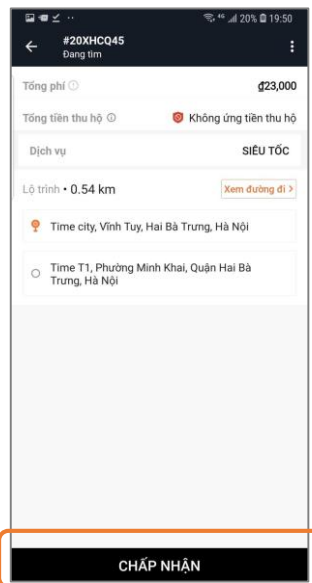 20% 19:50
#20XHCQ45
Đang tìm
Tổng phí
₫23,000
Tổng tiền thu hộ
Không ứng tiền thu hộ
Dịch vụ
SIÊU TỐC
Lộ trình • 0.54 km
Xem đường đi >
Time city, Vĩnh Tuy, Hai Bà Trưng, Hà Nội
Time T1, Phường Minh Khai, Quận Hai Bà
Trưng, Hà Nội
CHẤP NHẬN